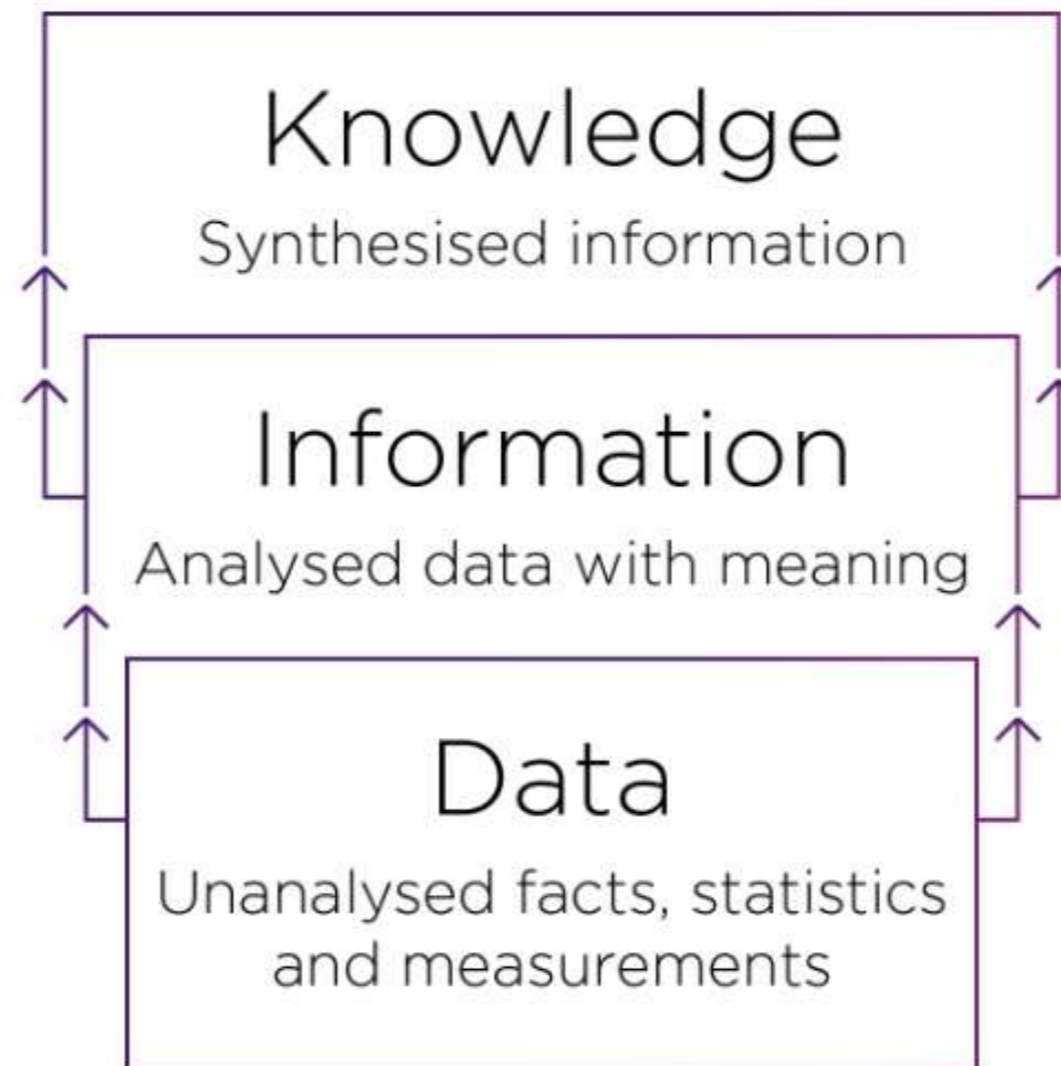 Knowledge
Synthesised information
Information
Analysed data with meaning
Data
Unanalysed facts, statistics
and measurements